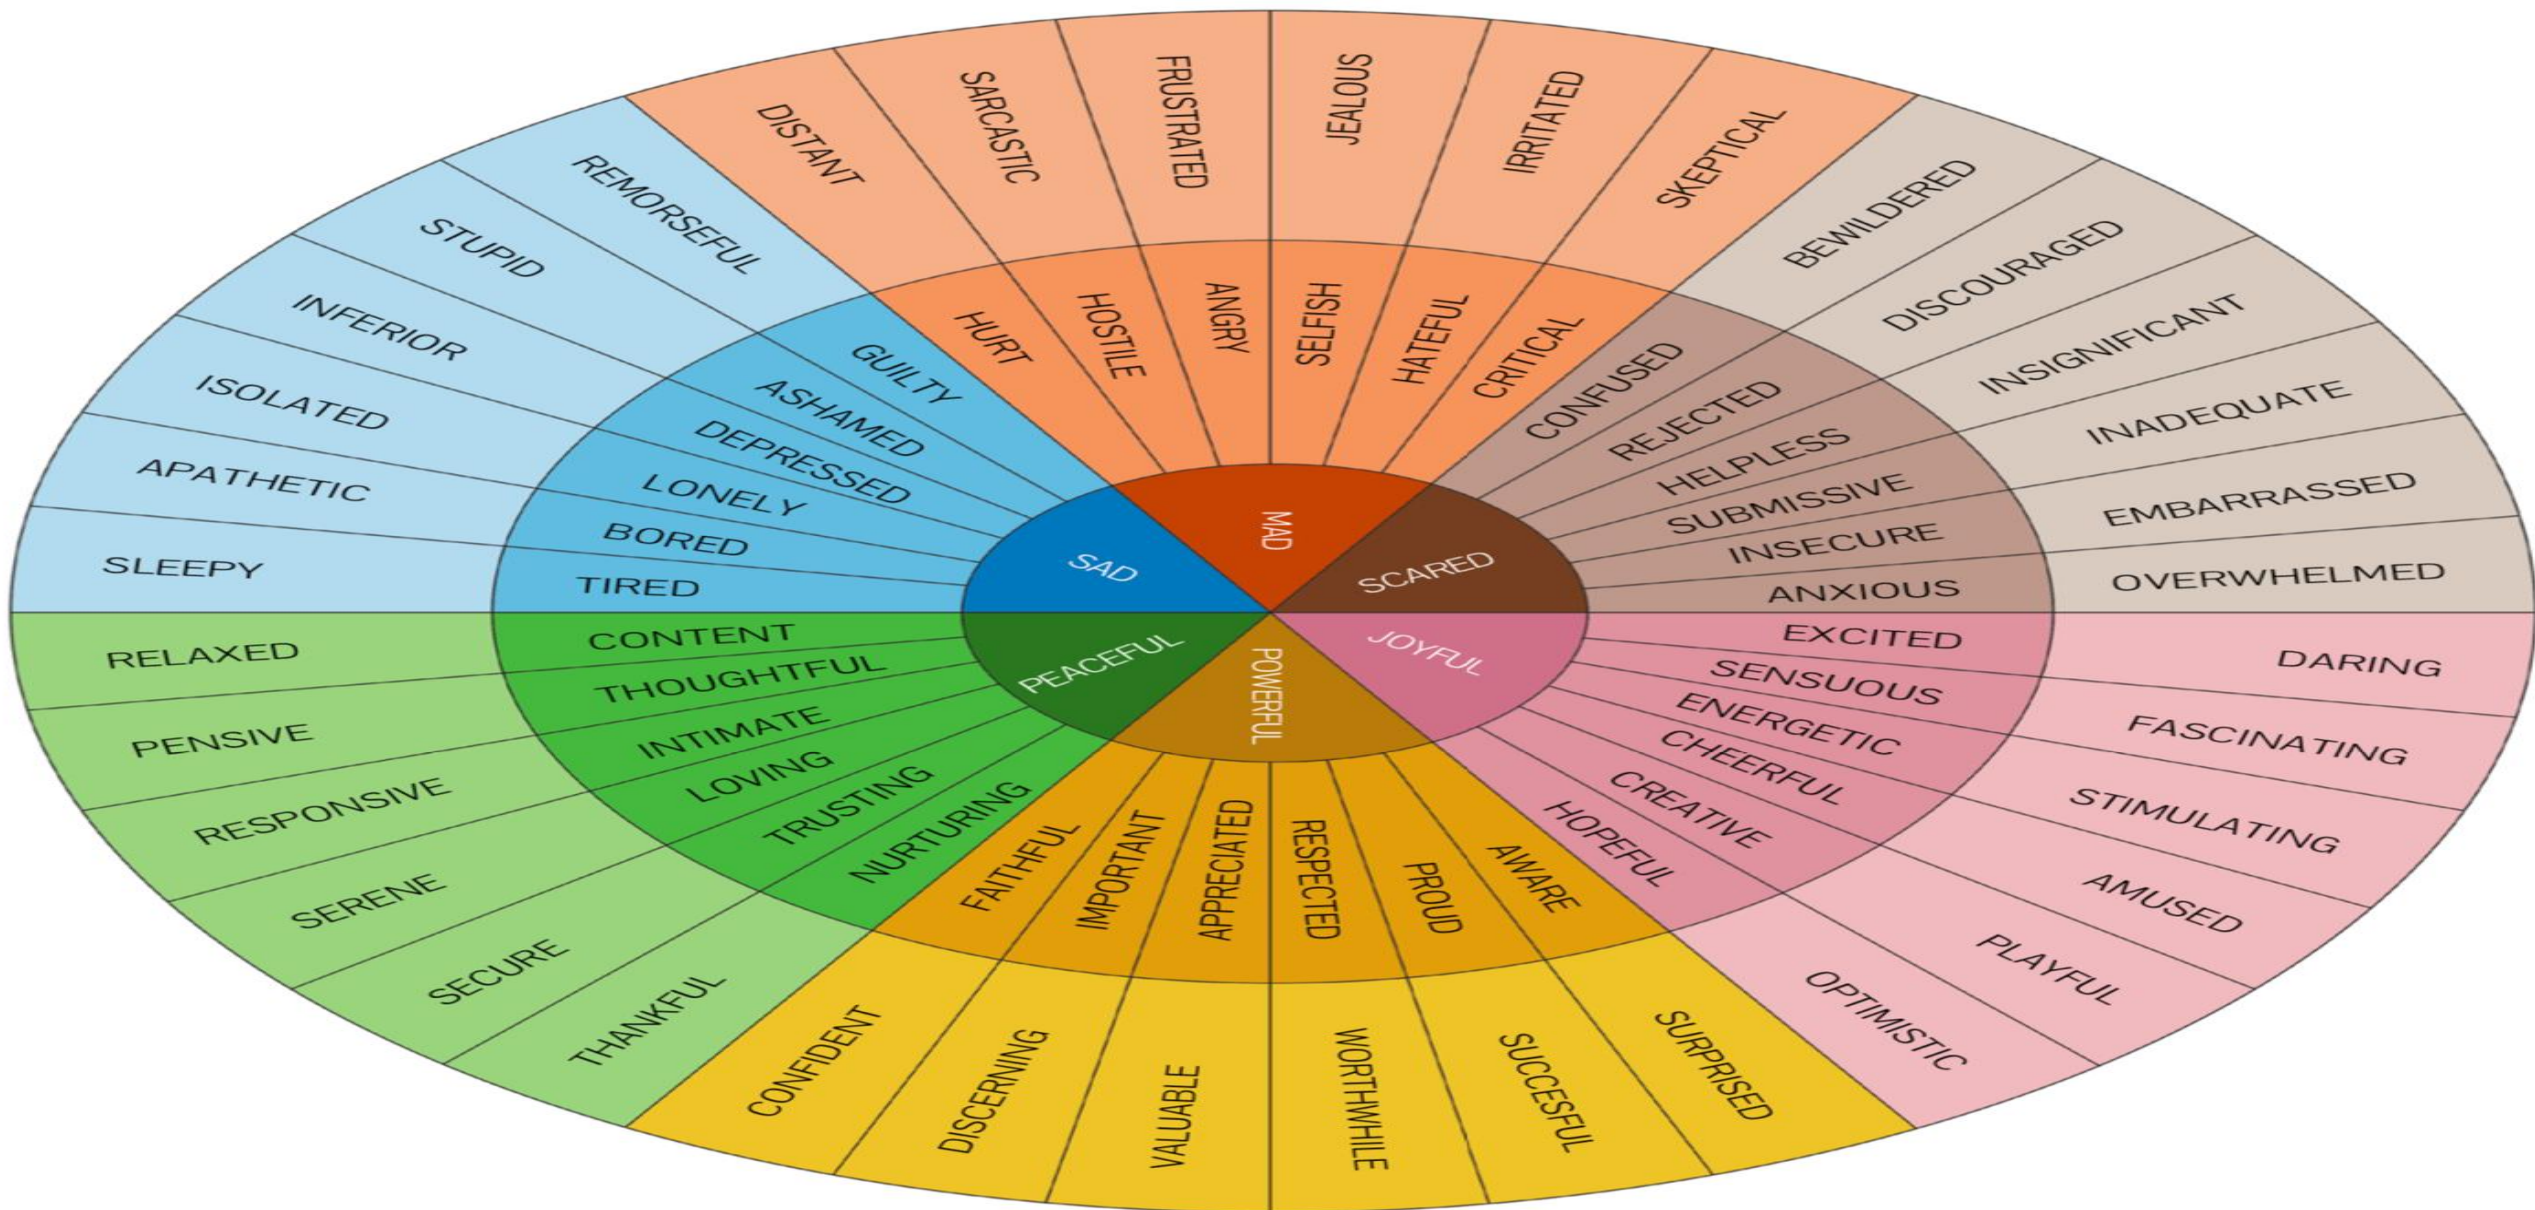 MAD
SCARED
JOYFUL
POWERFUL
PEACEFUL
SAD
HURT
HOSTILE
ANGRY
SELFISH
HATEFUL
CRITICAL
CONFUSED
REJECTED
HELPLESS
SUBMISSIVE
INSECURE
ANXIOUS
EXCITED
SENSUOUS
ENERGETIC
CHEERFUL
CREATIVE
HOPEFUL
AWARE
PROUD
RESPECTED
APPRECIATED
IMPORTANT
FAITHFUL
NURTURING
TRUSTING
LOVING
INTIMATE
THOUGHTFUL
CONTENT
TIRED
BORED
LONELY
DEPRESSED
ASHAMED
GUILTY
DISTANT
SARCASTIC
FRUSTRATED
JEALOUS
IRRITATED
SKEPTICAL
BEWILDERED
DISCOURAGED
INSIGNIFICANT
INADEQUATE
EMBARRASSED
OVERWHELMED
DARING
FASCINATING
STIMULATING
AMUSED
PLAYFUL
OPTIMISTIC
SURPRISED
SUCCESFUL
WORTHWHILE
VALUABLE
DISCERNING
CONFIDENT
THANKFUL
SECURE
SERENE
RESPONSIVE
PENSIVE
RELAXED
SLEEPY
APATHETIC
ISOLATED
INFERIOR
STUPID
REMORSEFUL